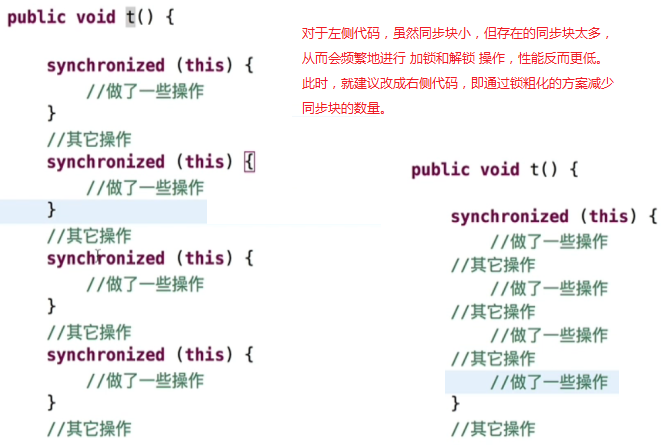 public void t() {
synchronized (this) {
//做了一些操作
}
//其它操作
synchronized (this) {
//做了一些操作
}
//其它操作
synchronized (this) {
//做了一些操作
}
//其它操作
synchronized (this) {
//做了一些操作
}
//其它操作
对于左侧代码，虽然同步块小，但存在的同步块太多，
从而会频繁地进行 加锁和解锁 操作，性能反而更低。
此时，就建议改成右侧代码，即通过锁粗化的方案减少
同步块的数量。
public void t() {
synchronized (this) {
//做了一些操作
//其它操作
//做了一些操作
//其它操作
//做了一些操作
//其它操作
//做了一些操作
}
//其它操作